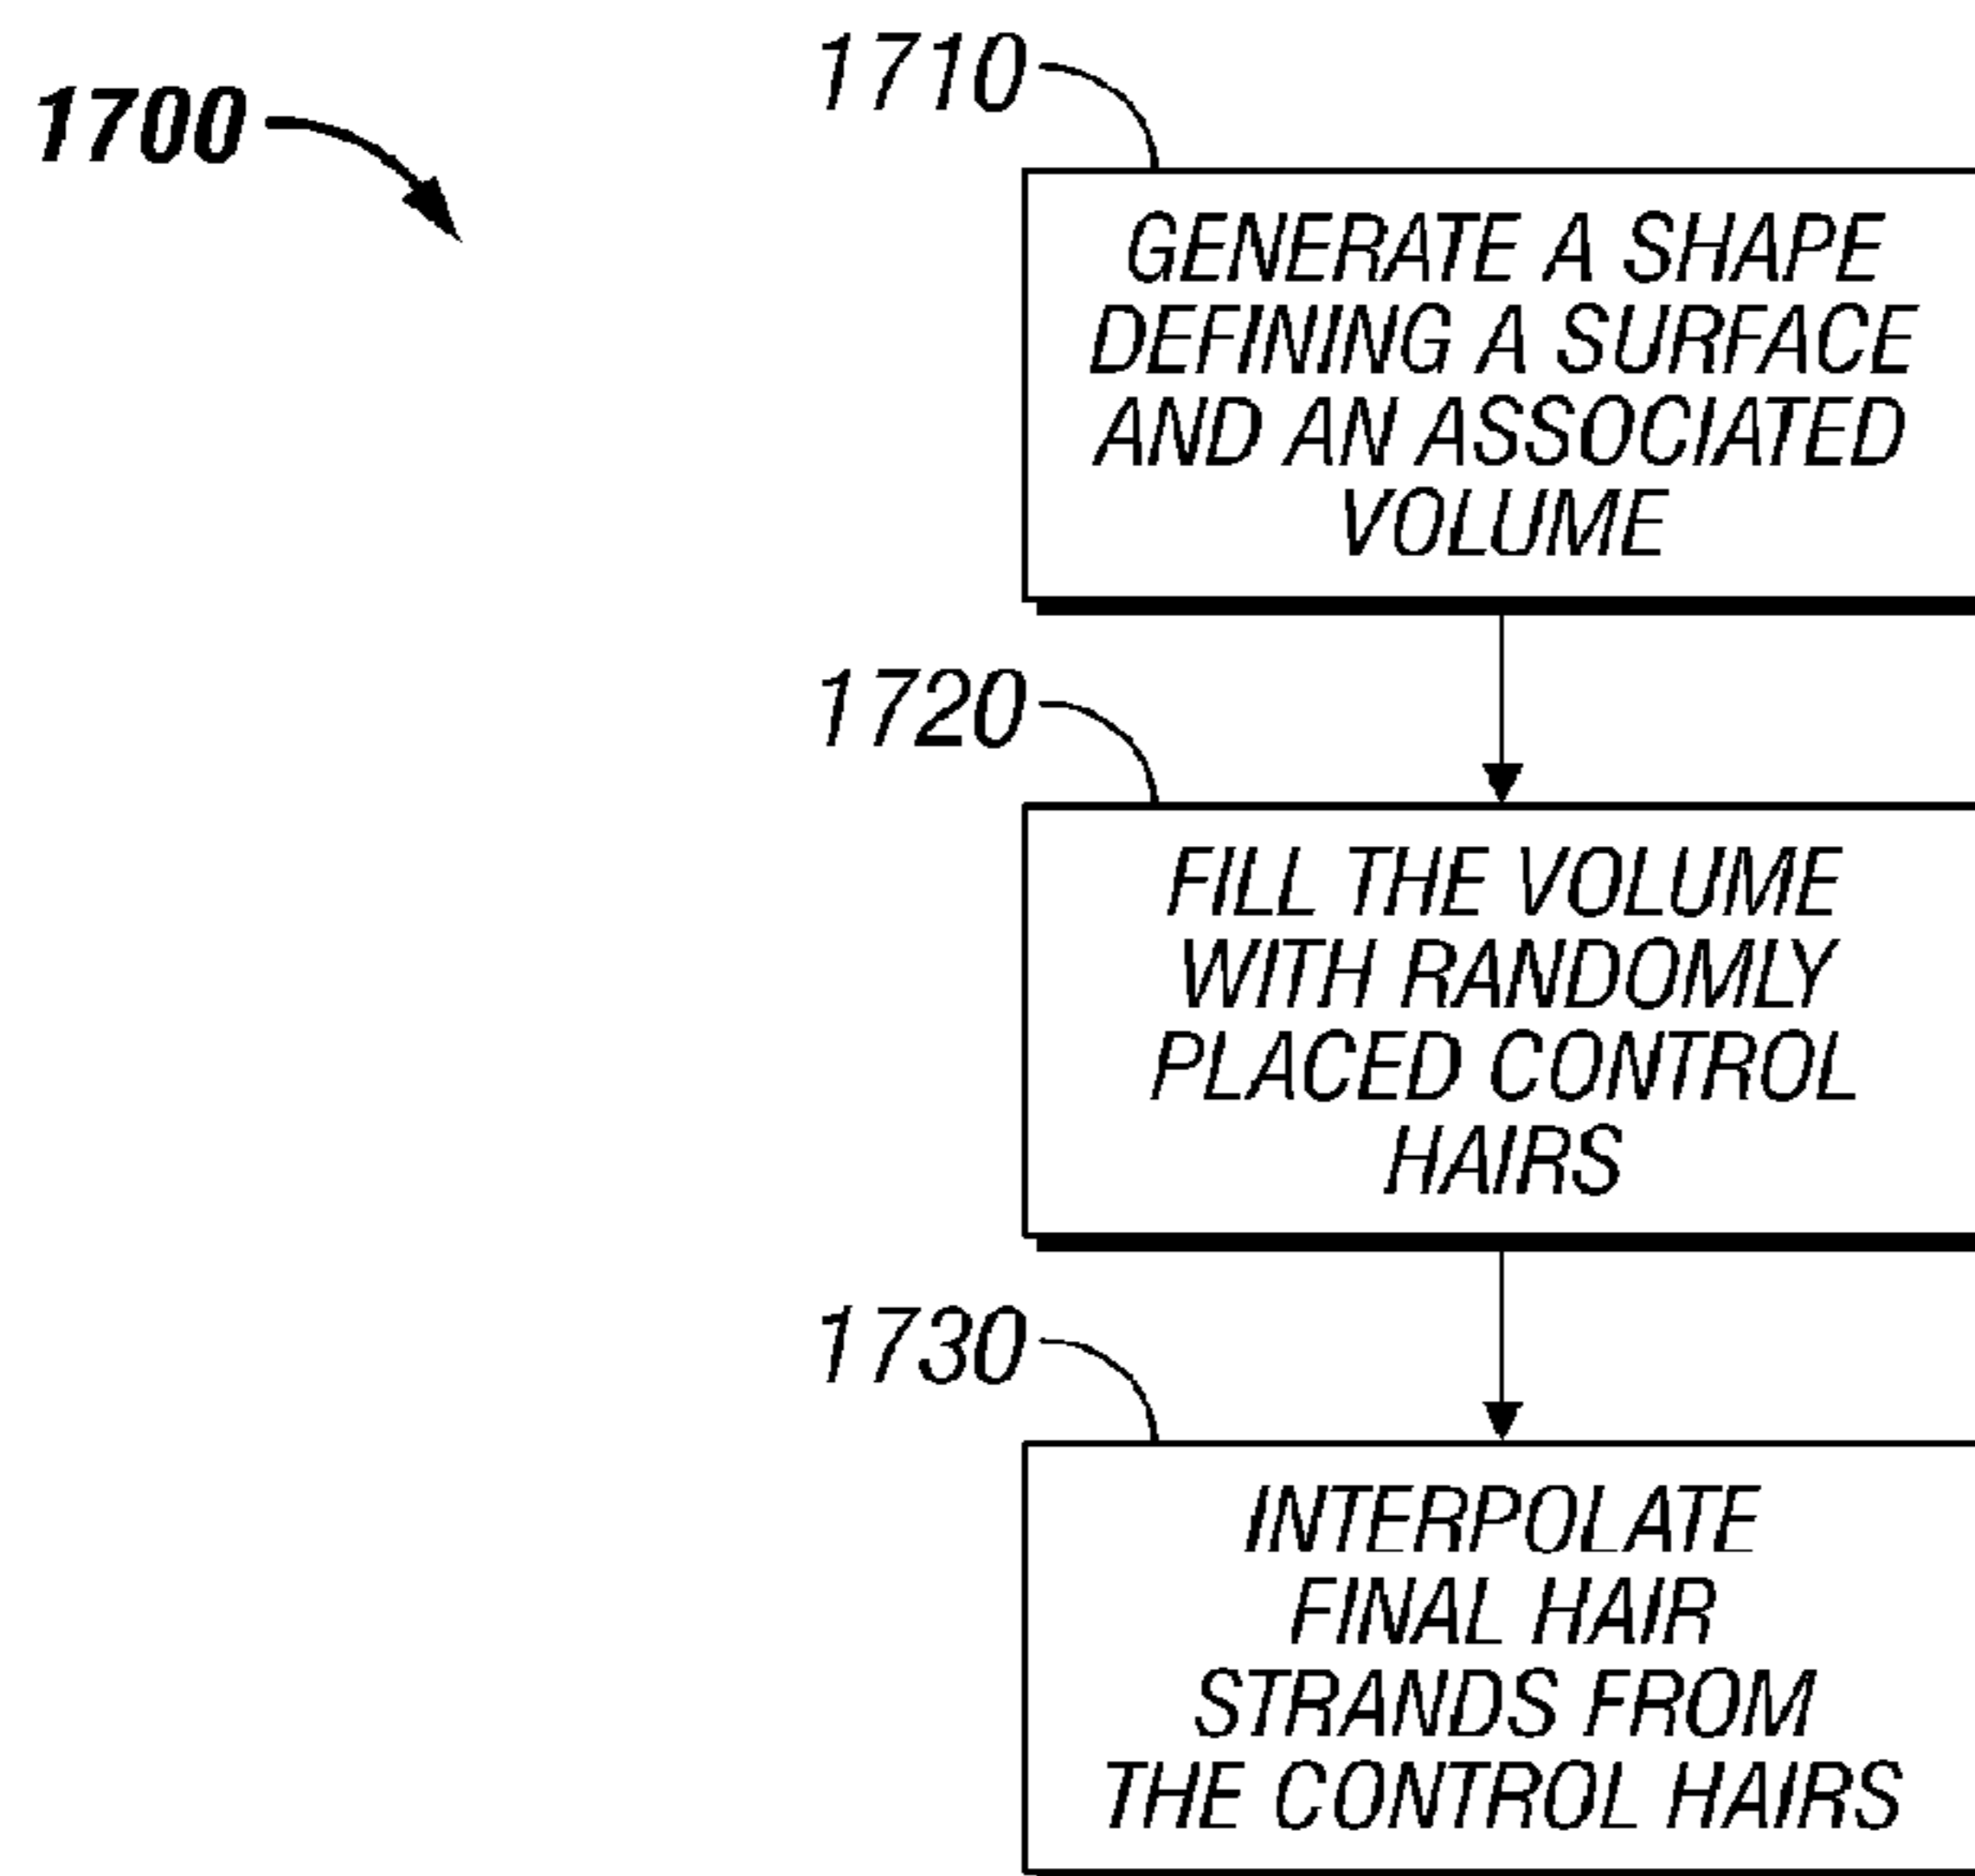 1700
1710
GENERATE A SHAPE
DEFINING A SURFACE
AND AN ASSOCIATED
VOLUME
1720
FILL THE VOLUME
WITH RANDOMLY
PLACED CONTROL
HAIRS
1730
INTERPOLATE
FINAL HAIR
STRANDS FROM
THE CONTROL HAIRS